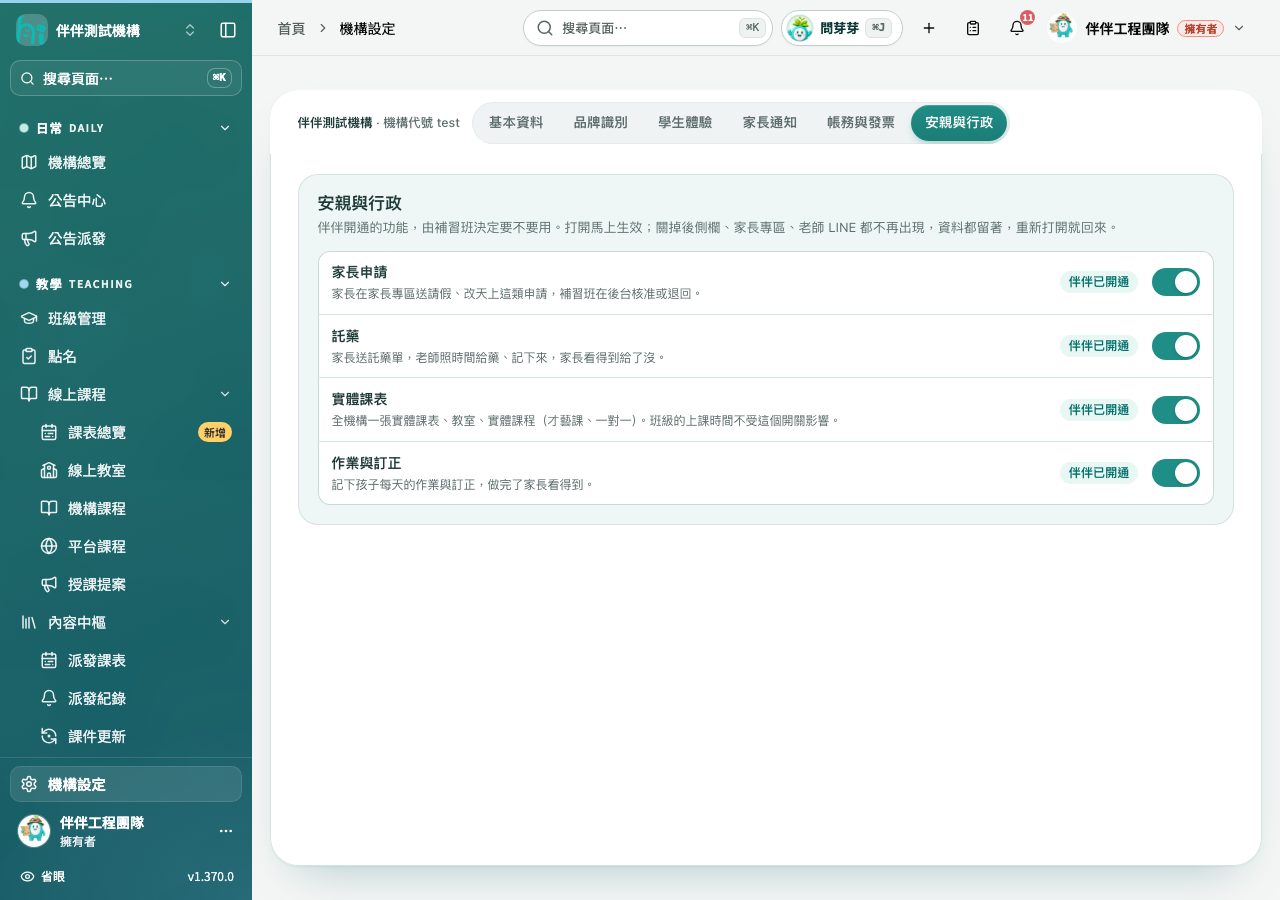 伴伴測試機構
搜尋頁面…
⌘K
日常 DAILY
機構總覽
公告中心
公告派發
教學 TEACHING
班級管理
點名
線上課程
課表總覽
新增
線上教室
機構課程
平台課程
授課提案
內容中樞
派發課表
派發紀錄
課件更新
機構設定
伴伴工程團隊
擁有者
省眼
v1.370.0
首頁
機構設定
搜尋頁面…
⌘K
問芽芽
⌘J
11
伴伴工程團隊
擁有者
伴伴測試機構 · 機構代號 test
基本資料
品牌識別
學生體驗
家長通知
帳務與發票
安親與行政
安親與行政
伴伴開通的功能，由補習班決定要不要用。打開馬上生效；關掉後側欄、家長專區、老師 LINE 都不再出現，資料都留著，重新打開就回來。
家長申請
家長在家長專區送請假、改天上這類申請，補習班在後台核准或退回。
伴伴已開通
託藥
家長送託藥單，老師照時間給藥、記下來，家長看得到給了沒。
伴伴已開通
實體課表
全機構一張實體課表、教室、實體課程（才藝課、一對一）。班級的上課時間不受這個開關影響。
伴伴已開通
作業與訂正
記下孩子每天的作業與訂正，做完了家長看得到。
伴伴已開通